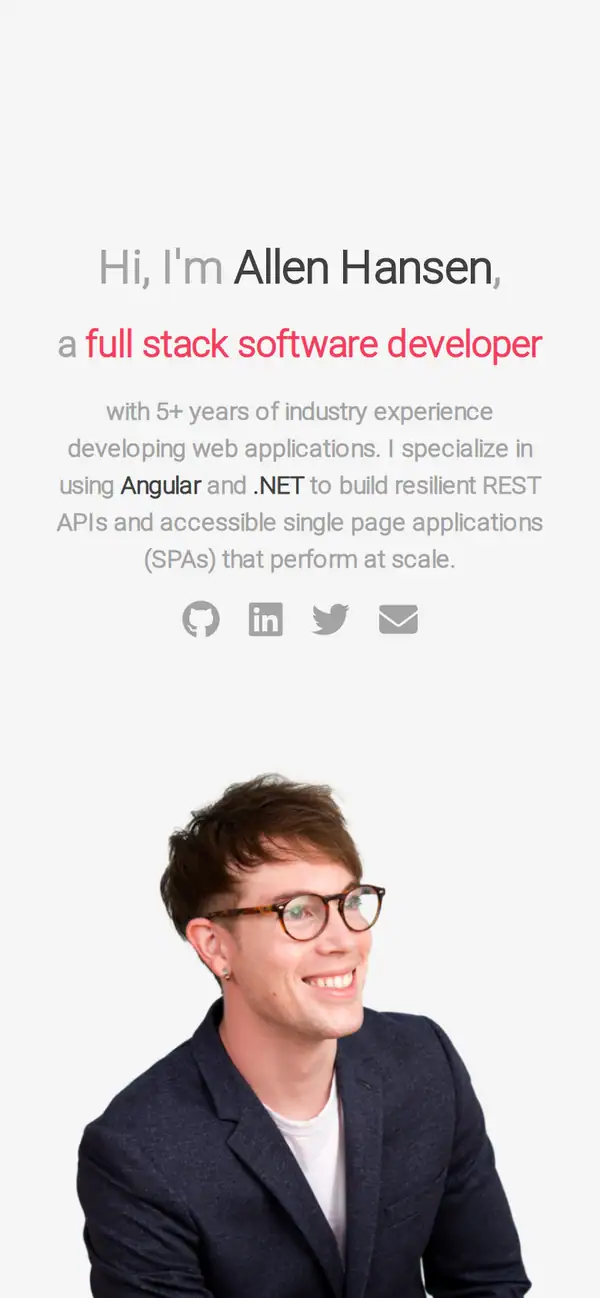 Hi, I'm Allen Hansen,
a full stack software developer
with 5+ years of industry experience
developing web applications. I specialize in
using Angular and .NET to build resilient REST
APIs and accessible single page applications
(SPAs) that perform at scale.
in